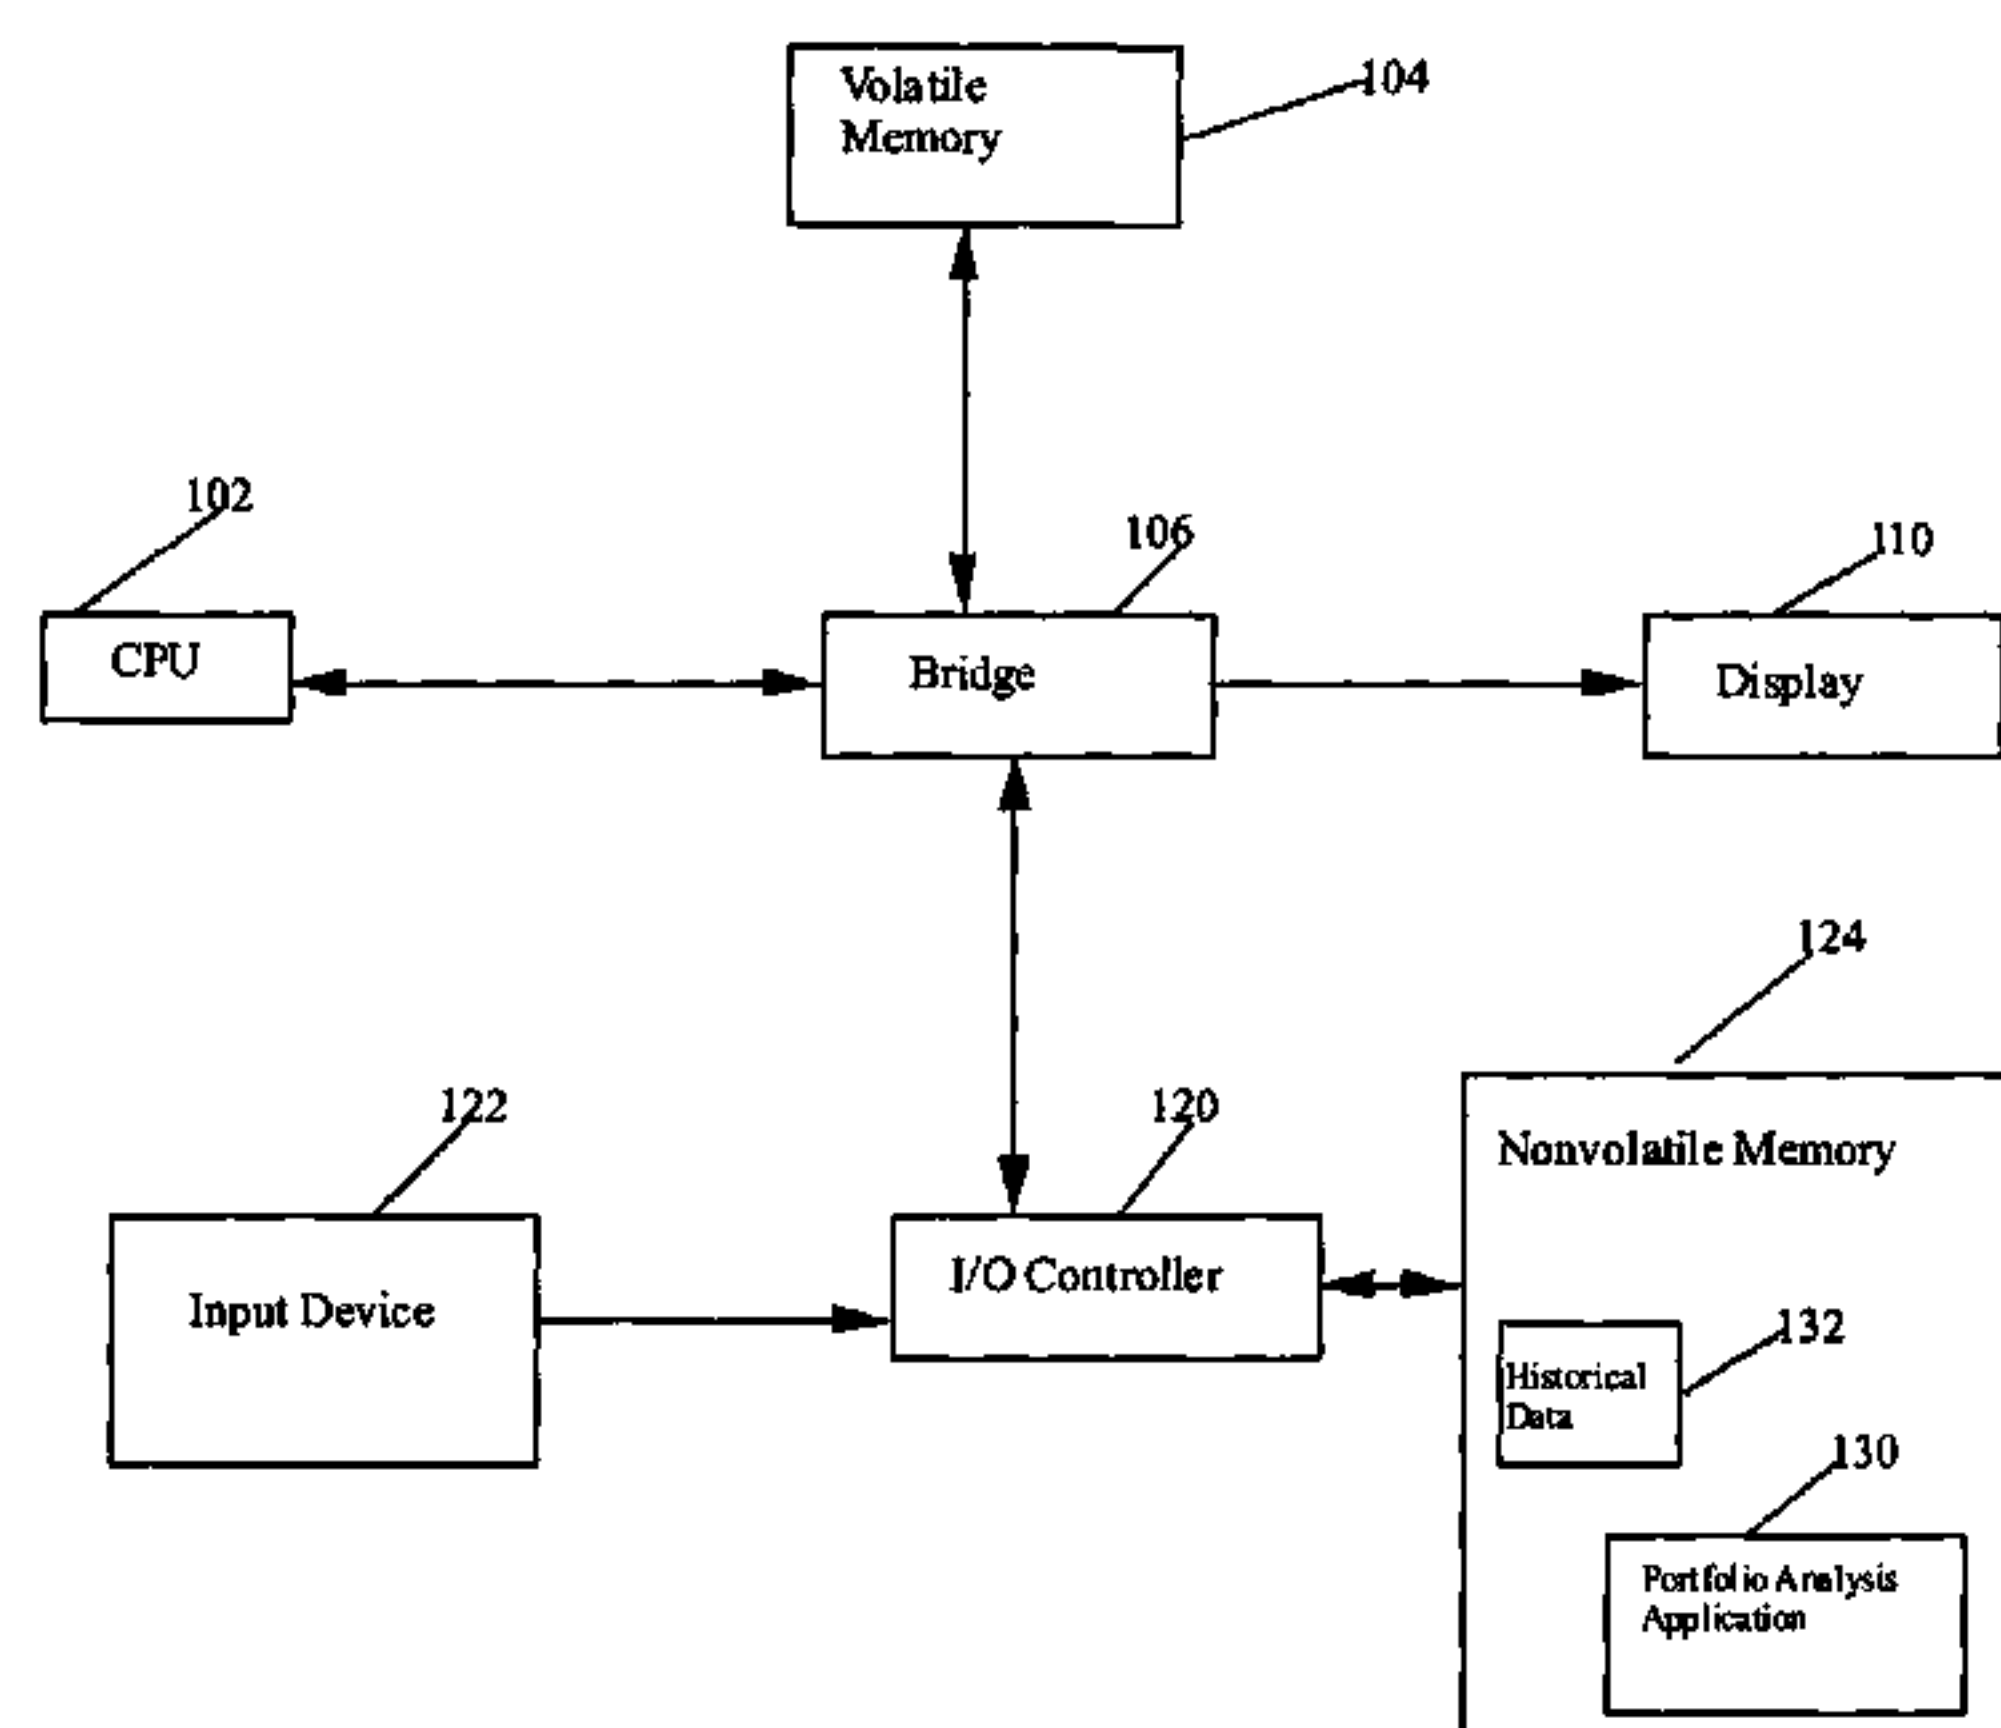 Volatile
Memory
104
102
106
110
CPU
Bridge
Display
124
122
120
Nonvolatile Memory
I/O Controller
Input Device
132
Historical
Data
130
Portfolio Analysis
Application